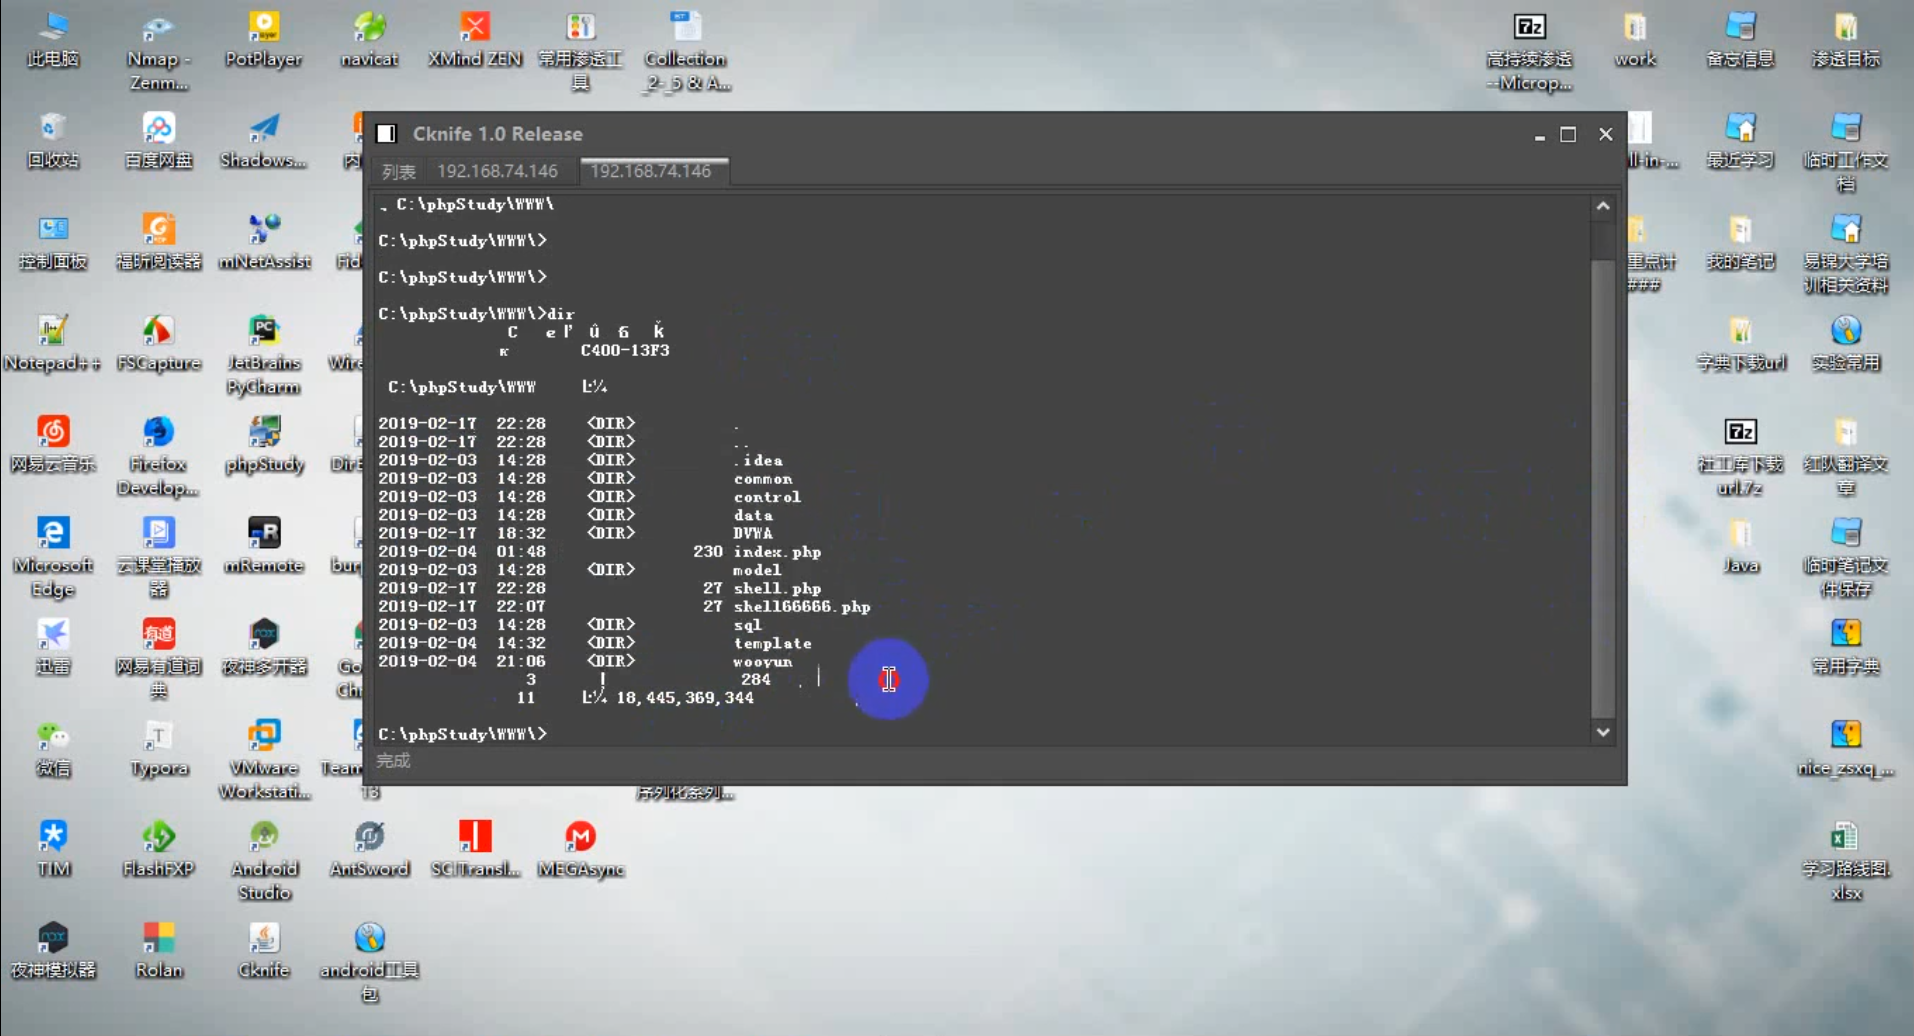 此电脑
Nmap -
Zenm...
PotPlayer
navicat
XMind ZEN
常用渗透工
具
Collection
_2-_5 & A...
高持续渗透
--Microp...
work
备忘信息
渗透目标
回收站
百度网盘
Shadows...
ll-in-...
最近学习
临时工作文
档
控制面板
福昕阅读器
mNetAssist
Fid
重点计
###
我的笔记
易锦大学培
训相关资料
Notepad++
FSCapture
JetBrains
PyCharm
Wire
字典下载url
实验常用
网易云音乐
Firefox
Develop...
phpStudy
社工库下载
url.7z
红队翻译文
章
Microsoft
Edge
云课堂播放
器
mRemote
Java
临时笔记文
件保存
迅雷
网易有道词
典
夜神多开器
常用字典
微信
Typora
VMware
Workstati...
Team
13
nice_zsxq_...
TIM
FlashFXP
Android
Studio
AntSword
SCITransl...
MEGAsync
学习路线图.
xlsx
夜神模拟器
Rolan
Cknife
android工具
包
Cknife 1.0 Release
列表
192.168.74.146
192.168.74.146
C:\phpStudy\WWW\
C:\phpStudy\WWW\>
C:\phpStudy\WWW\>
C:\phpStudy\WWW\>dir
C400-13F3
C:\phpStudy\WWW
2019-02-17 22:28 <DIR> .
2019-02-17 22:28 <DIR> ..
2019-02-03 14:28 <DIR> .idea
2019-02-03 14:28 <DIR> common
2019-02-03 14:28 <DIR> control
2019-02-03 14:28 <DIR> data
2019-02-17 18:32 <DIR> DVWA
2019-02-04 01:48 230 index.php
2019-02-03 14:28 <DIR> model
2019-02-17 22:28 27 shell.php
2019-02-17 22:07 27 shell66666.php
2019-02-03 14:28 <DIR> sql
2019-02-04 14:32 <DIR> template
2019-02-04 21:06 <DIR> wooyun
3 284
11 18,445,369,344
C:\phpStudy\WWW\>
完成